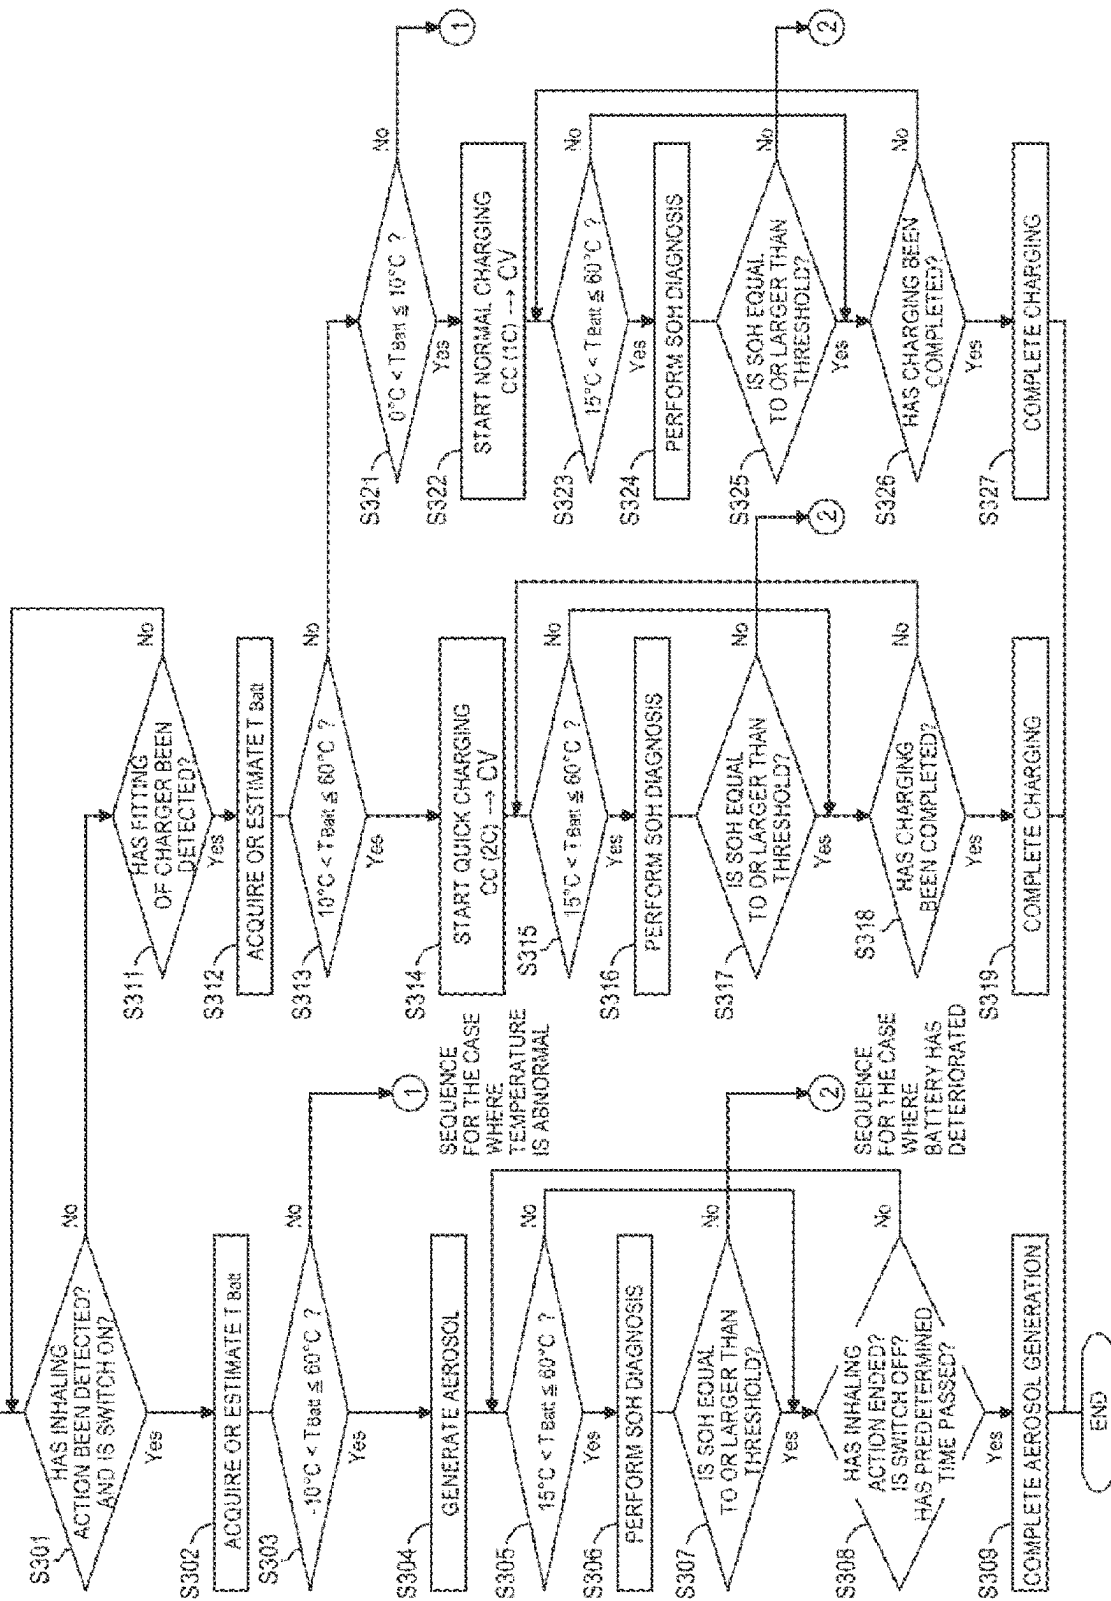 S301
HAS INHALING
ACTION BEEN DETECTED?
AND IS SWITCH ON?
No
Yes
S302
ACQUIRE OR ESTIMATE T Batt
S303
-10°C < TBatt ≦ 60°C ?
No
Yes
1
SEQUENCE
FOR THE CASE
WHERE
TEMPERATURE
IS ABNORMAL
S304
GENERATE AEROSOL
S305
15°C < TBatt ≦ 60°C ?
No
Yes
S306
PERFORM SOH DIAGNOSIS
S307
IS SOH EQUAL
TO OR LARGER THAN
THRESHOLD?
No
Yes
2
SEQUENCE
FOR THE CASE
WHERE
BATTERY HAS
DETERIORATED
S308
HAS INHALING
ACTION ENDED?
IS SWITCH OFF?
HAS PREDETERMINED
TIME PASSED?
No
Yes
S309
COMPLETE AEROSOL GENERATION
END
S311
HAS FITTING
OF CHARGER BEEN
DETECTED?
No
Yes
S312
ACQUIRE OR ESTIMATE T Batt
S313
10°C < TBatt ≦ 60°C ?
No
Yes
S314
START QUICK CHARGING
CC (2C) → CV
S315
15°C < TBatt ≦ 60°C ?
No
Yes
S316
PERFORM SOH DIAGNOSIS
S317
IS SOH EQUAL
TO OR LARGER THAN
THRESHOLD?
No
Yes
2
S318
HAS CHARGING
BEEN COMPLETED?
No
Yes
S319
COMPLETE CHARGING
S321
0°C < TBatt ≦ 10°C ?
No
Yes
1
S322
START NORMAL CHARGING
CC (1C) → CV
S323
15°C < TBatt ≦ 60°C ?
No
Yes
S324
PERFORM SOH DIAGNOSIS
S325
IS SOH EQUAL
TO OR LARGER THAN
THRESHOLD?
No
Yes
2
S326
HAS CHARGING BEEN
COMPLETED?
No
Yes
S327
COMPLETE CHARGING